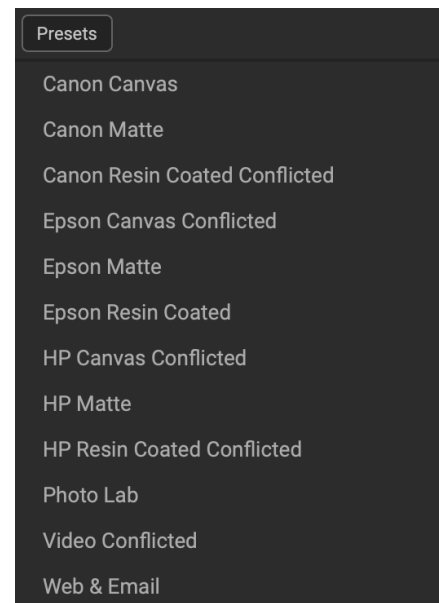 Presets
Canon Canvas
Canon Matte
Canon Resin Coated Conflicted
Epson Canvas Conflicted
Epson Matte
Epson Resin Coated
HP Canvas Conflicted
HP Matte
HP Resin Coated Conflicted
Photo Lab
Video Conflicted
Web & Email